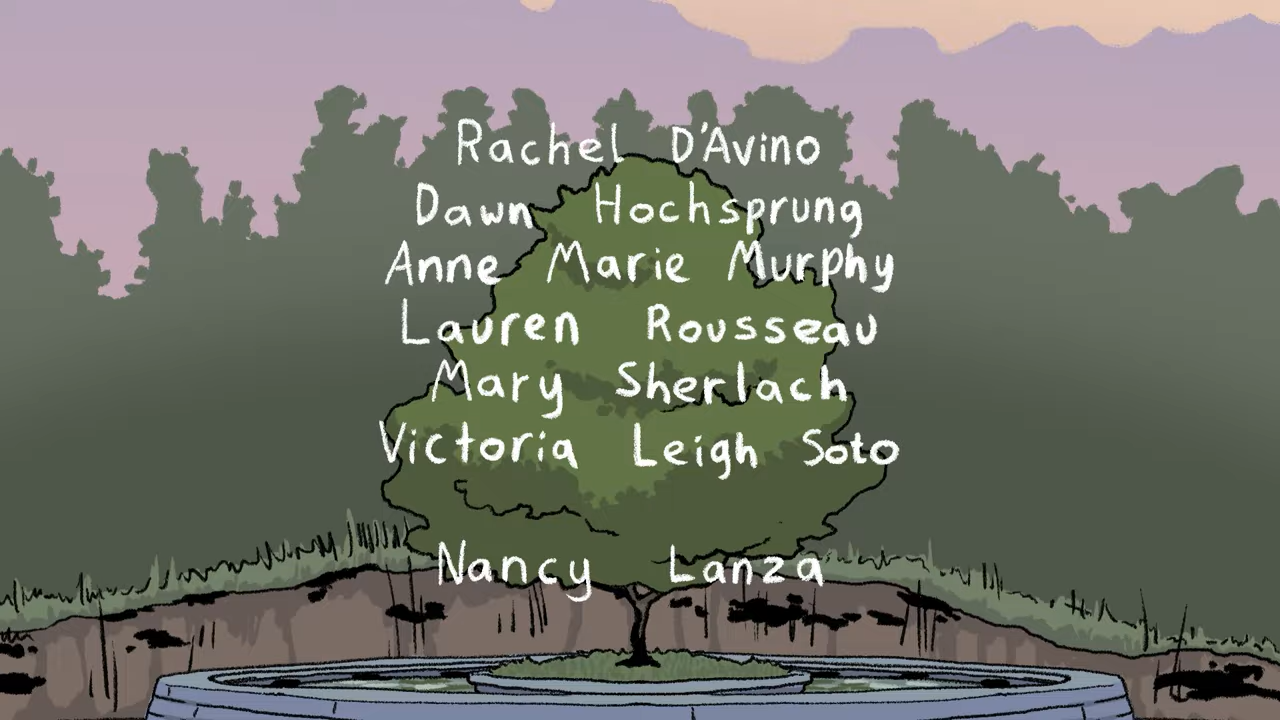 Rachel D'Avino
Dawn Hochsprung
Anne Marie Murphy
Lauren Rousseau
Mary Sherlach
Victoria Leigh Soto
Nancy Lanza